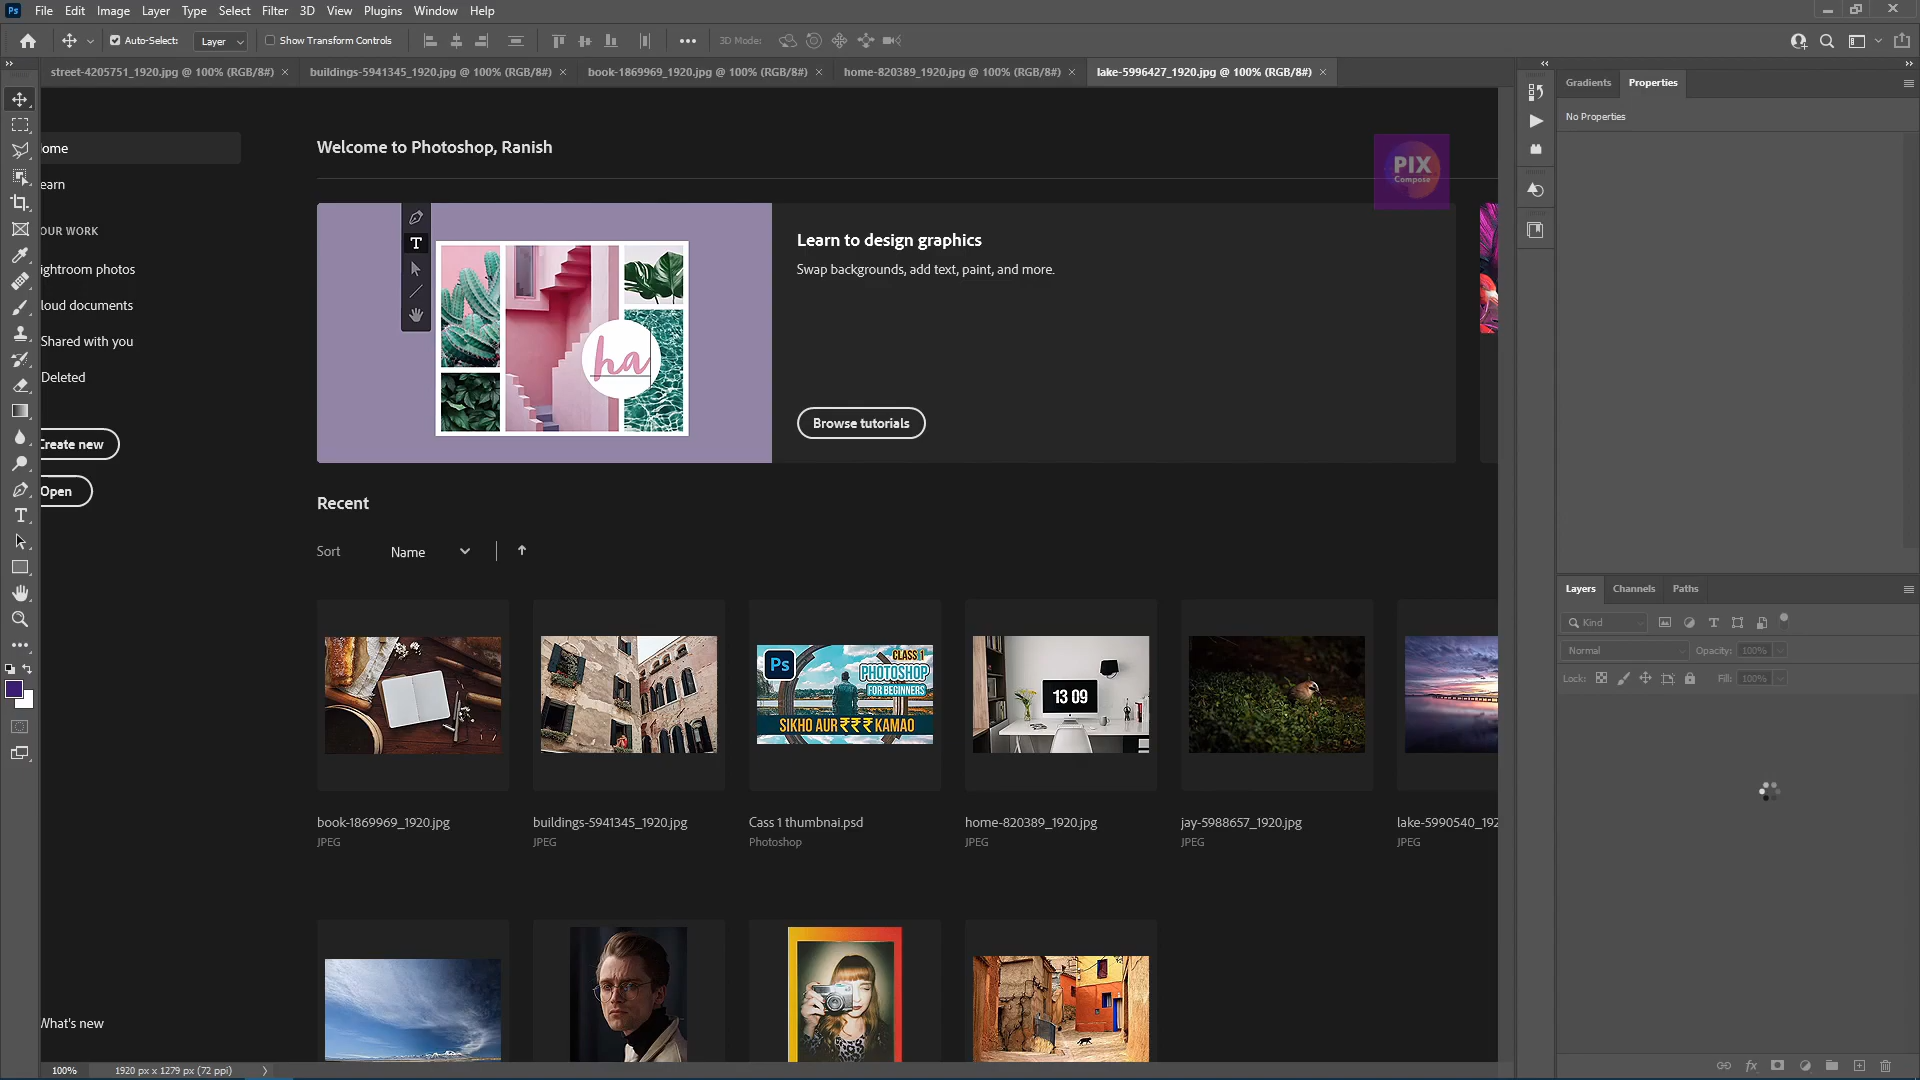 Ps File Edit Image Layer Type Select Filter 3D View Plugins Window Help
Auto-Select: Layer Show Transform Controls 3D Mode:
street-4205751_1920.jpg @ 100% (RGB/8#) buildings-5941345_1920.jpg @ 100% (RGB/8#) book-1869969_1920.jpg @ 100% (RGB/8#) home-820389_1920.jpg @ 100% (RGB/8#) lake-5996427_1920.jpg @ 100% (RGB/8#)
Gradients Properties
No Properties
ome
earn
OUR WORK
ightroom photos
loud documents
Shared with you
Deleted
Create new
Open
What's new
Welcome to Photoshop, Ranish
PIX
Compose
T
ha
Learn to design graphics
Swap backgrounds, add text, paint, and more.
Browse tutorials
Recent
Sort Name
Ps
CLASS 1
PHOTOSHOP
FOR BEGINNERS
SIKHO AUR ₹₹₹ KAMAO
13 09
book-1869969_1920.jpg
JPEG
buildings-5941345_1920.jpg
JPEG
Cass 1 thumbnai.psd
Photoshop
home-820389_1920.jpg
JPEG
jay-5988657_1920.jpg
JPEG
lake-5990540_192
JPEG
Layers Channels Paths
Kind
Normal Opacity: 100%
Lock: Fill: 100%
100% 1920 px x 1279 px (72 ppi)